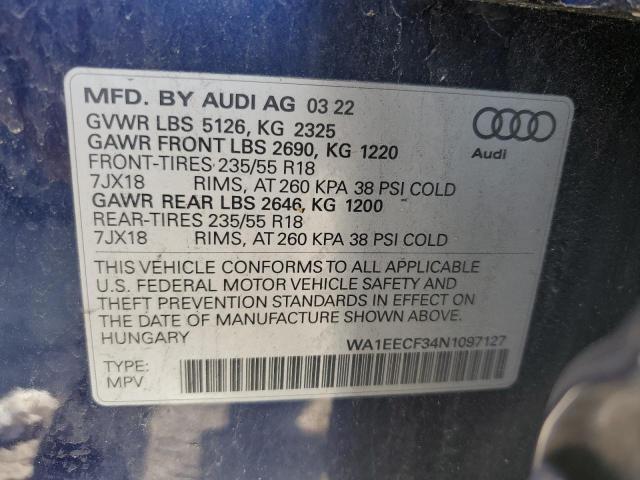 MFD. BY AUDI AG 03 22
GVWR LBS 5126, KG 2325
GAWR FRONT LBS 2690, KG 1220
FRONT-TIRES 235/55 R18
7JX18 RIMS, AT 260 KPA 38 PSI COLD
GAWR REAR LBS 2646, KG 1200
REAR-TIRES 235/55 R18
7JX18 RIMS, AT 260 KPA 38 PSI COLD
Audi
THIS VEHICLE CONFORMS TO ALL APPLICABLE
U.S. FEDERAL MOTOR VEHICLE SAFETY AND
THEFT PREVENTION STANDARDS IN EFFECT ON
THE DATE OF MANUFACTURE SHOWN ABOVE.
HUNGARY
WA1EECF34N1097127
TYPE:
MPV